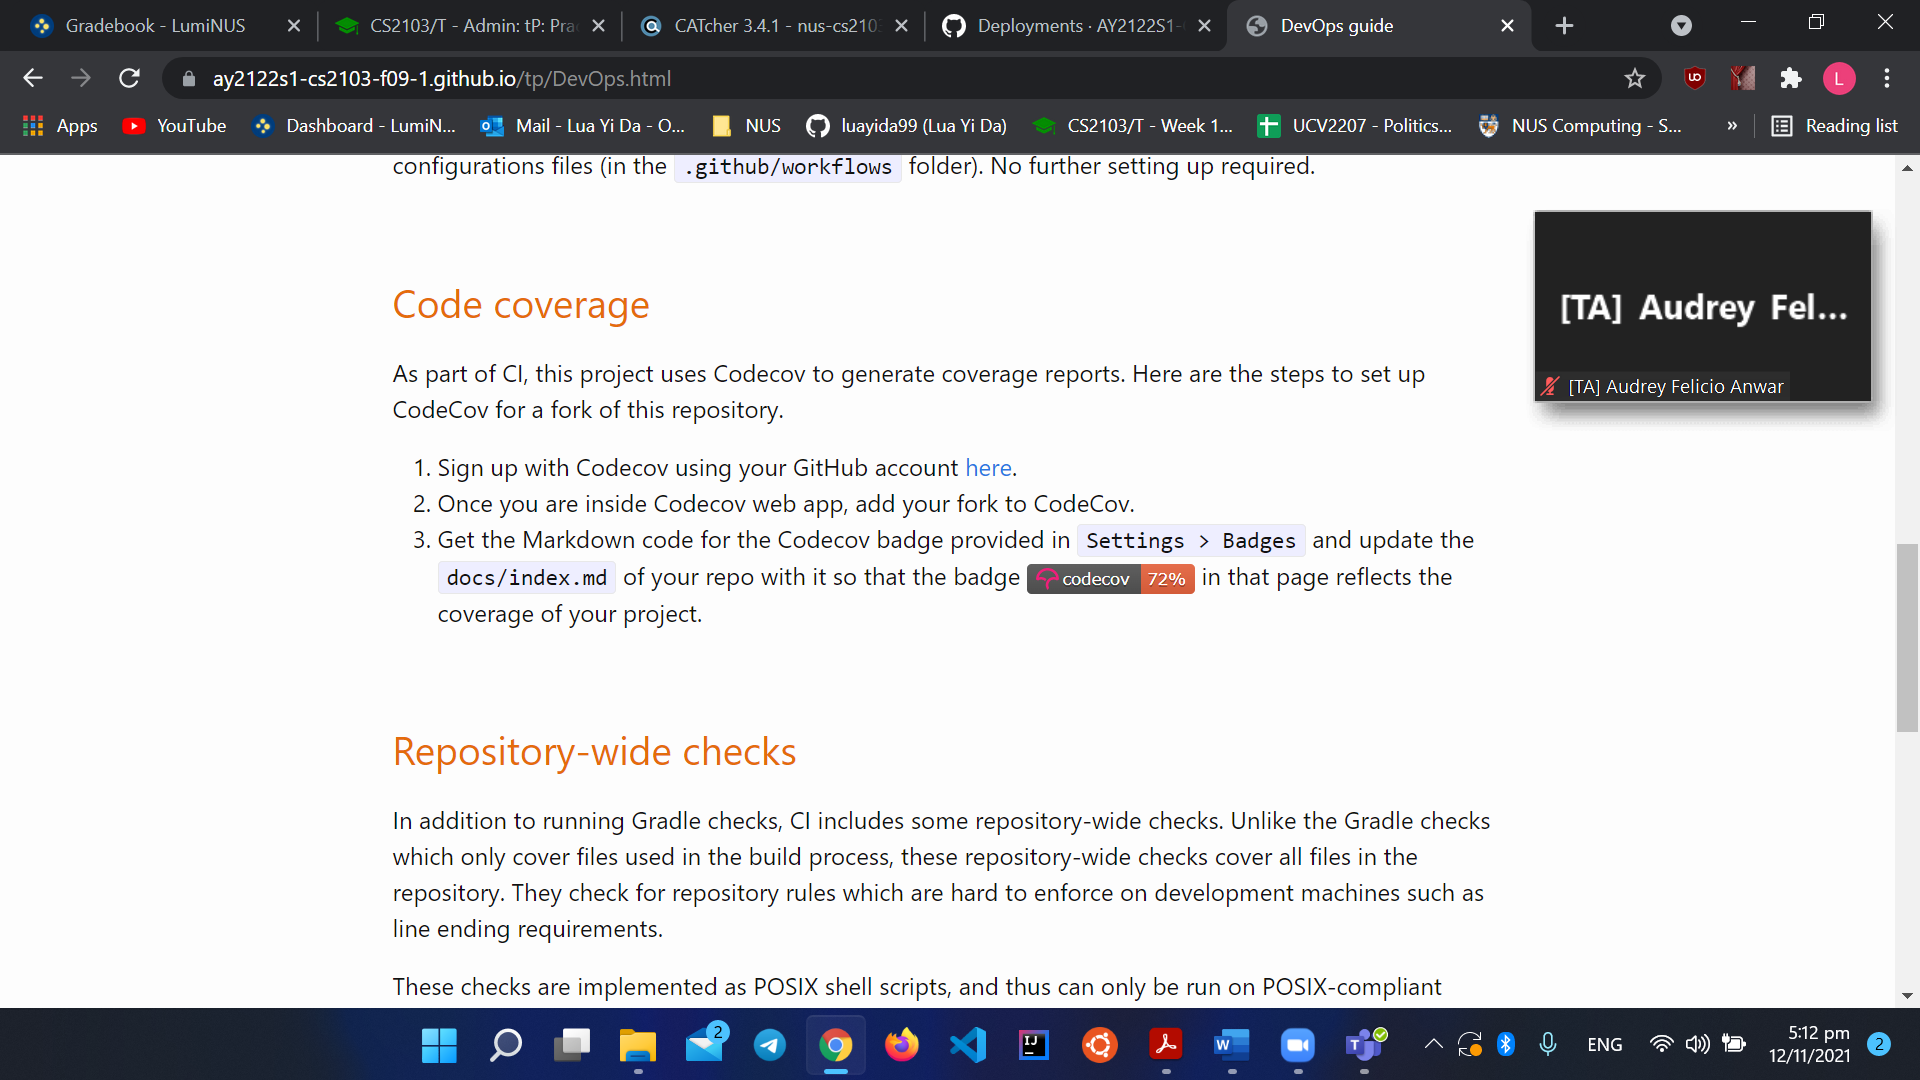 Gradebook - LumiNUS
CS2103/T - Admin: tP: Pra
CATcher 3.4.1 - nus-cs2103
Deployments · AY2122S1-
DevOps guide
ay2122s1-cs2103-f09-1.github.io/tp/DevOps.html
L
Apps
YouTube
Dashboard - LumiN...
Mail - Lua Yi Da - O...
NUS
luayida99 (Lua Yi Da)
CS2103/T - Week 1...
UCV2207 - Politics...
NUS Computing - S...
»
Reading list
configurations files (in the .github/workflows folder). No further setting up required.
[TA] Audrey Fel...
[TA] Audrey Felicio Anwar
Code coverage
As part of CI, this project uses Codecov to generate coverage reports. Here are the steps to set up
CodeCov for a fork of this repository.
1. Sign up with Codecov using your GitHub account here.
2. Once you are inside Codecov web app, add your fork to CodeCov.
3. Get the Markdown code for the Codecov badge provided in Settings > Badges and update the
docs/index.md of your repo with it so that the badge codecov 72% in that page reflects the
coverage of your project.
Repository-wide checks
In addition to running Gradle checks, CI includes some repository-wide checks. Unlike the Gradle checks
which only cover files used in the build process, these repository-wide checks cover all files in the
repository. They check for repository rules which are hard to enforce on development machines such as
line ending requirements.
These checks are implemented as POSIX shell scripts, and thus can only be run on POSIX-compliant
2
ENG
5:12 pm
12/11/2021
2